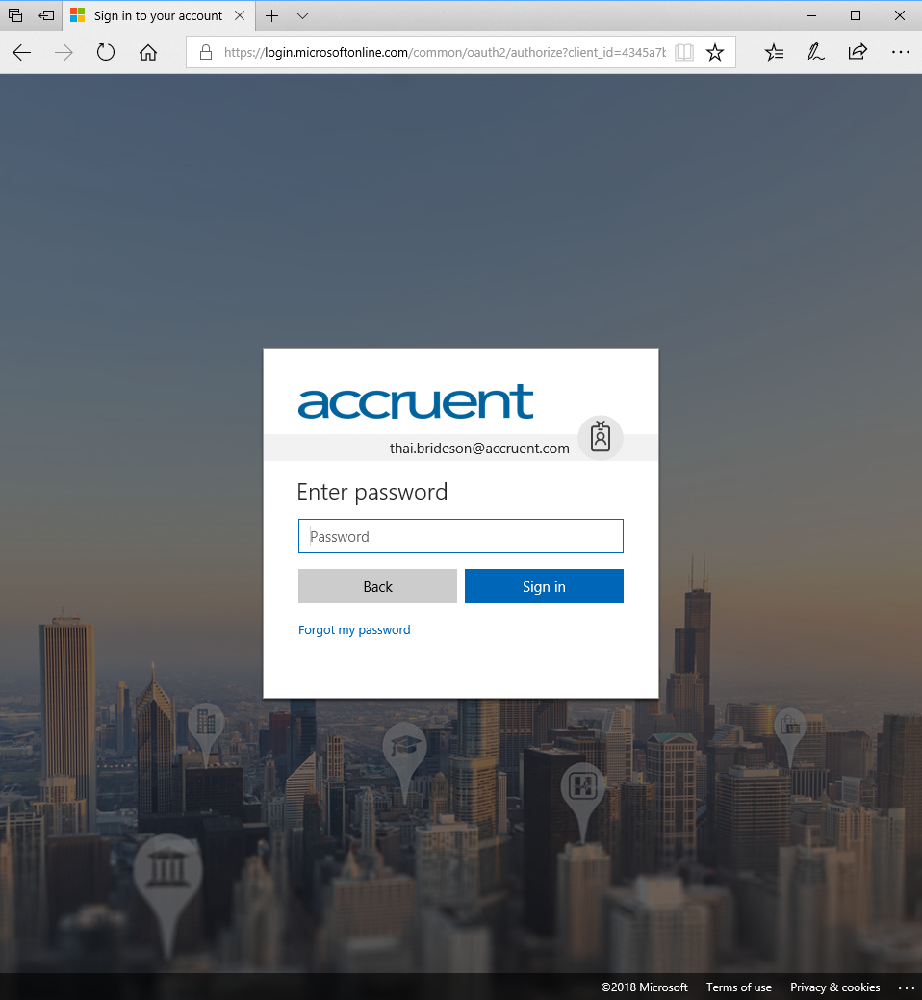 Sign in to your account
https://login.microsoftonline.com/common/oauth2/authorize?client_id=4345a7b
accruent
thai.brideson@accruent.com
Enter password
Password
Back Sign in
Forgot my password
©2018 Microsoft Terms of use Privacy & cookies